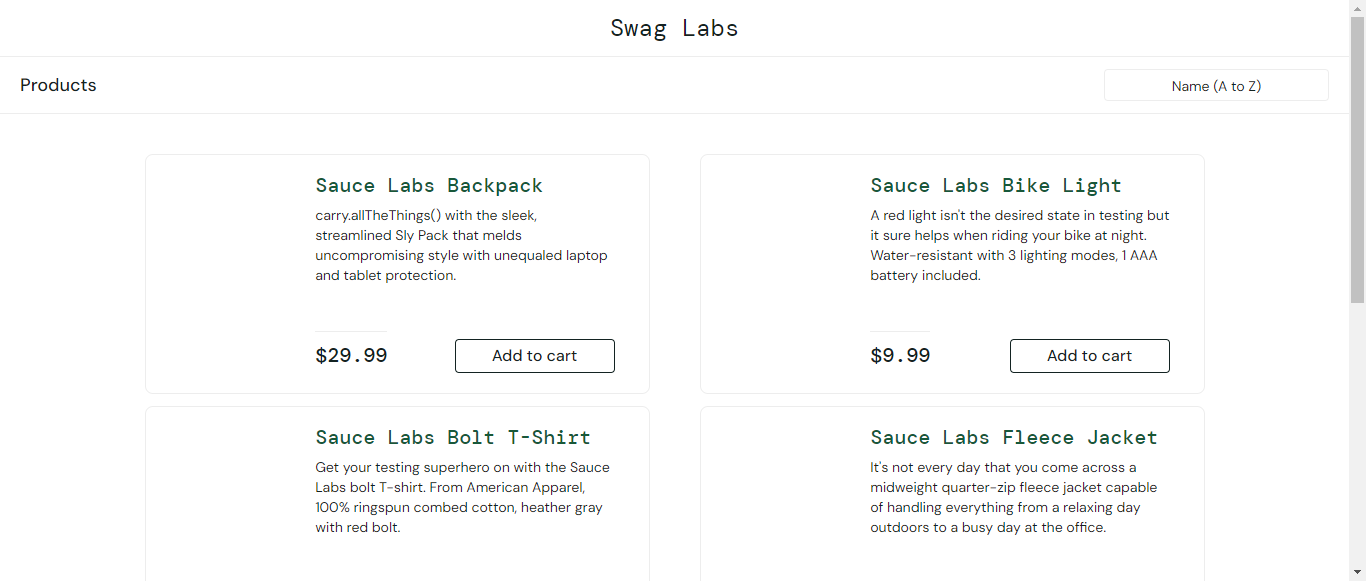 Swag Labs
Products
Name (A to Z)
Sauce Labs Backpack
carry.allTheThings() with the sleek,
streamlined Sly Pack that melds
uncompromising style with unequaled laptop
and tablet protection.
$29.99
Add to cart
Sauce Labs Bike Light
A red light isn't the desired state in testing but
it sure helps when riding your bike at night.
Water-resistant with 3 lighting modes, 1 AAA
battery included.
$9.99
Add to cart
Sauce Labs Bolt T-Shirt
Get your testing superhero on with the Sauce
Labs bolt T-shirt. From American Apparel,
100% ringspun combed cotton, heather gray
with red bolt.
Sauce Labs Fleece Jacket
It's not every day that you come across a
midweight quarter-zip fleece jacket capable
of handling everything from a relaxing day
outdoors to a busy day at the office.